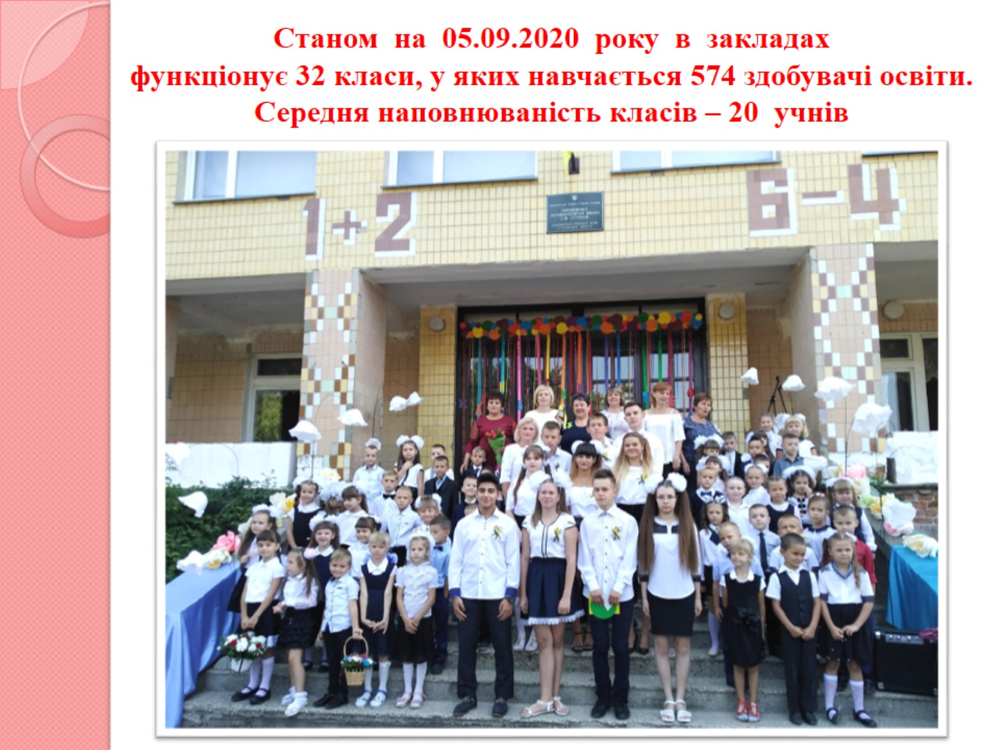 Станом на 05.09.2020 року в закладах
функціонує 32 класи, у яких навчається 574 здобувачі освіти.
Середня наповнюваність класів – 20 учнів
1+2
6-4